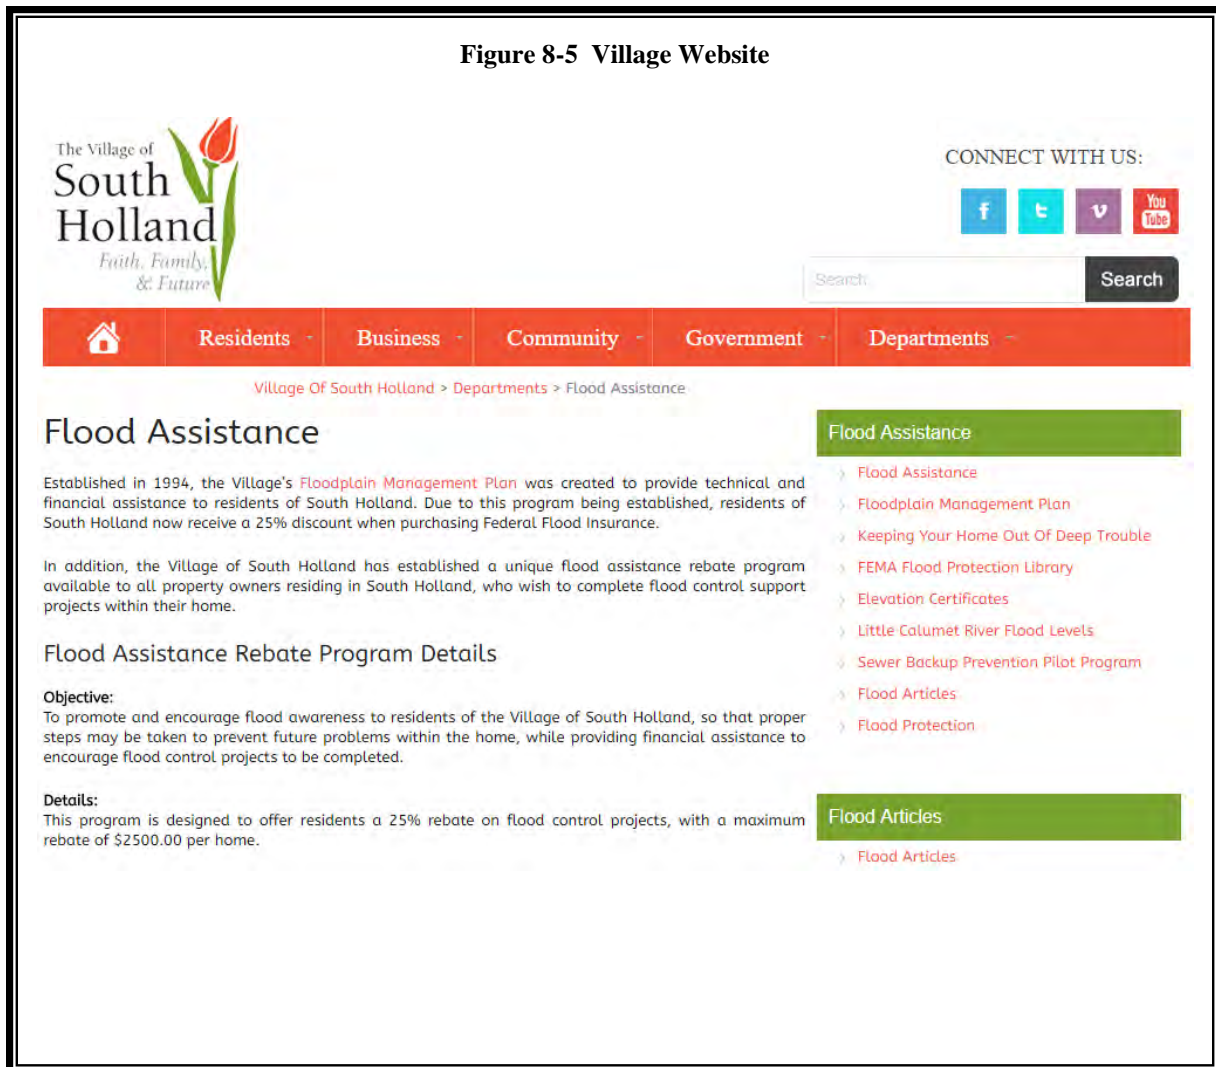 Figure 8-5  Village Website
The Village of
South
Holland
Faith, Family,
& Future
CONNECT WITH US:
f
t
v
You
Tube
Search
Search
Residents
Business
Community
Government
Departments
Village Of South Holland > Departments > Flood Assistance
Flood Assistance
Established in 1994, the Village's Floodplain Management Plan was created to provide technical and
financial assistance to residents of South Holland. Due to this program being established, residents of
South Holland now receive a 25% discount when purchasing Federal Flood Insurance.
In addition, the Village of South Holland has established a unique flood assistance rebate program
available to all property owners residing in South Holland, who wish to complete flood control support
projects within their home.
Flood Assistance Rebate Program Details
Objective:
To promote and encourage flood awareness to residents of the Village of South Holland, so that proper
steps may be taken to prevent future problems within the home, while providing financial assistance to
encourage flood control projects to be completed.
Details:
This program is designed to offer residents a 25% rebate on flood control projects, with a maximum
rebate of $2500.00 per home.
Flood Assistance
Flood Assistance
Floodplain Management Plan
Keeping Your Home Out Of Deep Trouble
FEMA Flood Protection Library
Elevation Certificates
Little Calumet River Flood Levels
Sewer Backup Prevention Pilot Program
Flood Articles
Flood Protection
Flood Articles
Flood Articles